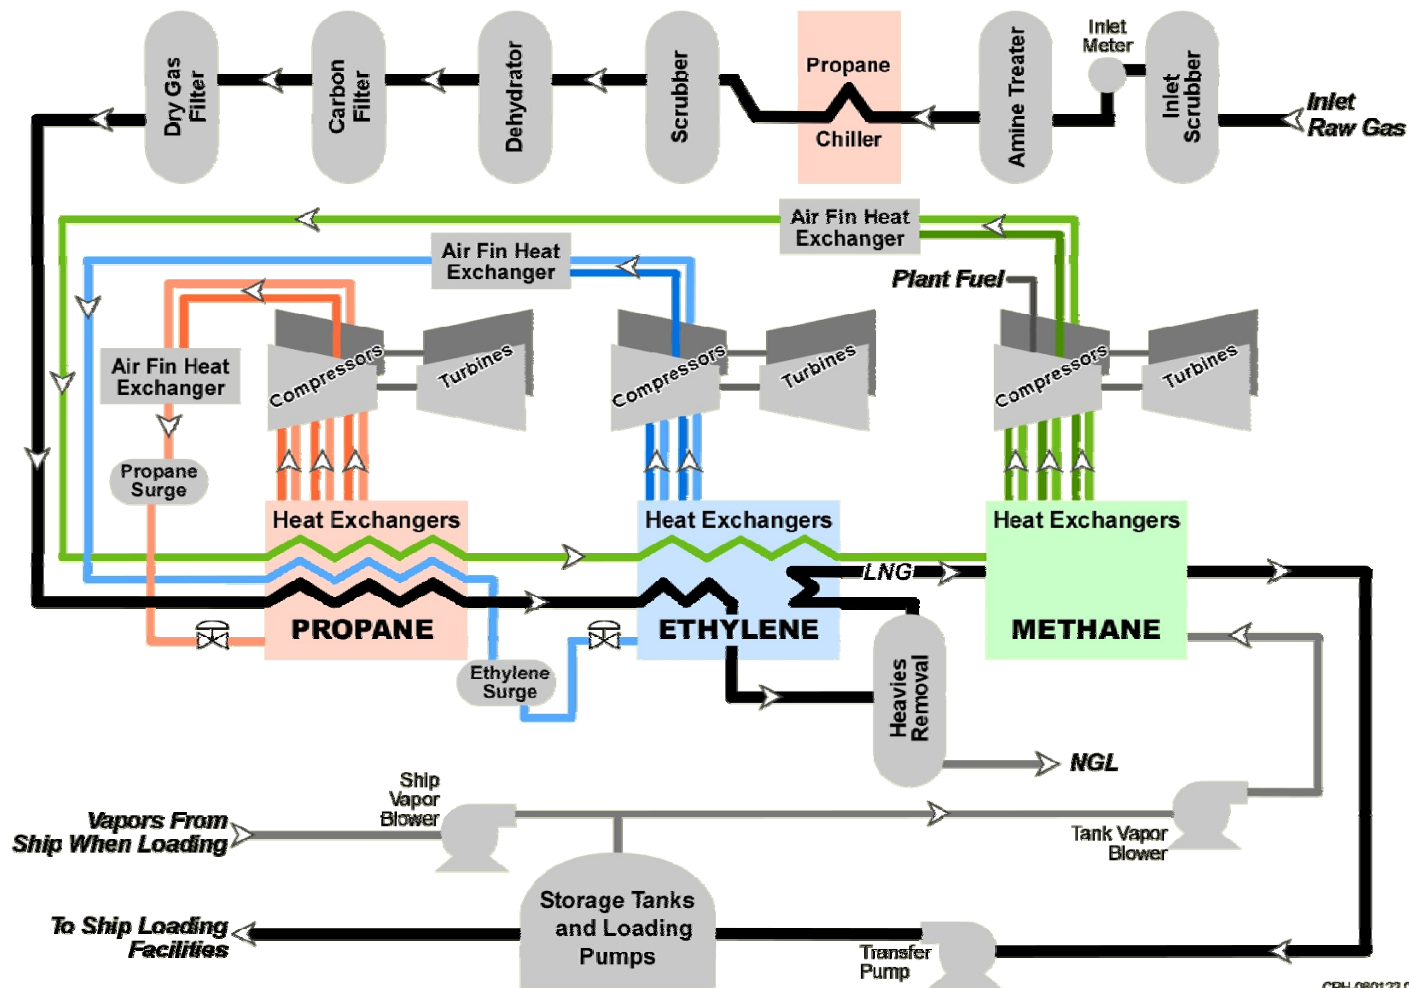 Dry Gas
Filter
Carbon
Filter
Dehydrator
Scrubber
Propane
Chiller
Amine Treater
Inlet
Meter
Inlet
Scrubber
Inlet
Raw Gas
Air Fin Heat
Exchanger
Air Fin Heat
Exchanger
Plant Fuel
Air Fin Heat
Exchanger
Compressors
Turbines
Compressors
Turbines
Compressors
Turbines
Propane
Surge
Heat Exchangers
PROPANE
Heat Exchangers
ETHYLENE
LNG
Heat Exchangers
METHANE
Ethylene
Surge
Heavies
Removal
NGL
Ship
Vapor
Blower
Vapors From
Ship When Loading
Tank Vapor
Blower
Storage Tanks
and Loading
Pumps
To Ship Loading
Facilities
Transfer
Pump